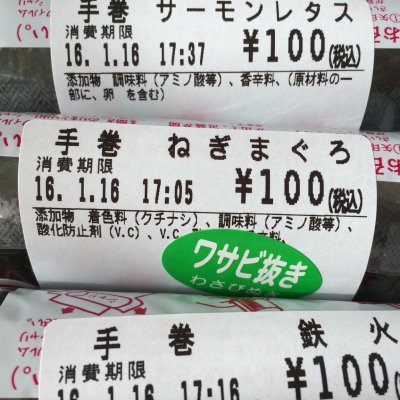 手巻 サーモンレタス
消費期限
16. 1.16 17:37 ¥100(税込)
添加物 調味料(アミノ酸等)、香辛料、(原材料の一
部に、卵 を含む)
手巻 ねぎまぐろ
消費期限
16. 1.16 17:05 ¥100(税込)
添加物 着色料(クチナシ)、調味料(アミノ酸等)、
酸化防止剤(V.C)、V.C
ワサビ抜き
わさび
手巻 鉄火
消費期限
16. 1.16 17:16 ¥100